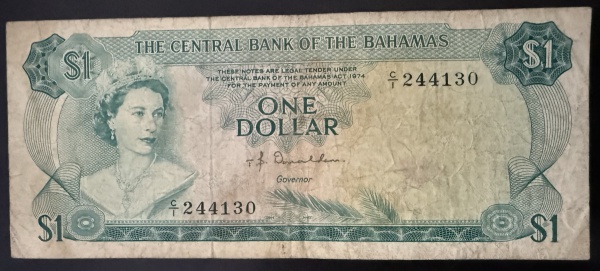 THE CENTRAL BANK OF THE BAHAMAS
$1
$1
THESE NOTES ARE LEGAL TENDER UNDER
THE CENTRAL BANK OF THE BAHAMAS ACT 1974
FOR THE PAYMENT OF ANY AMOUNT
C/1 244130
ONE
DOLLAR
T. B. Donaldson
Governor
C/1 244130
$1
$1